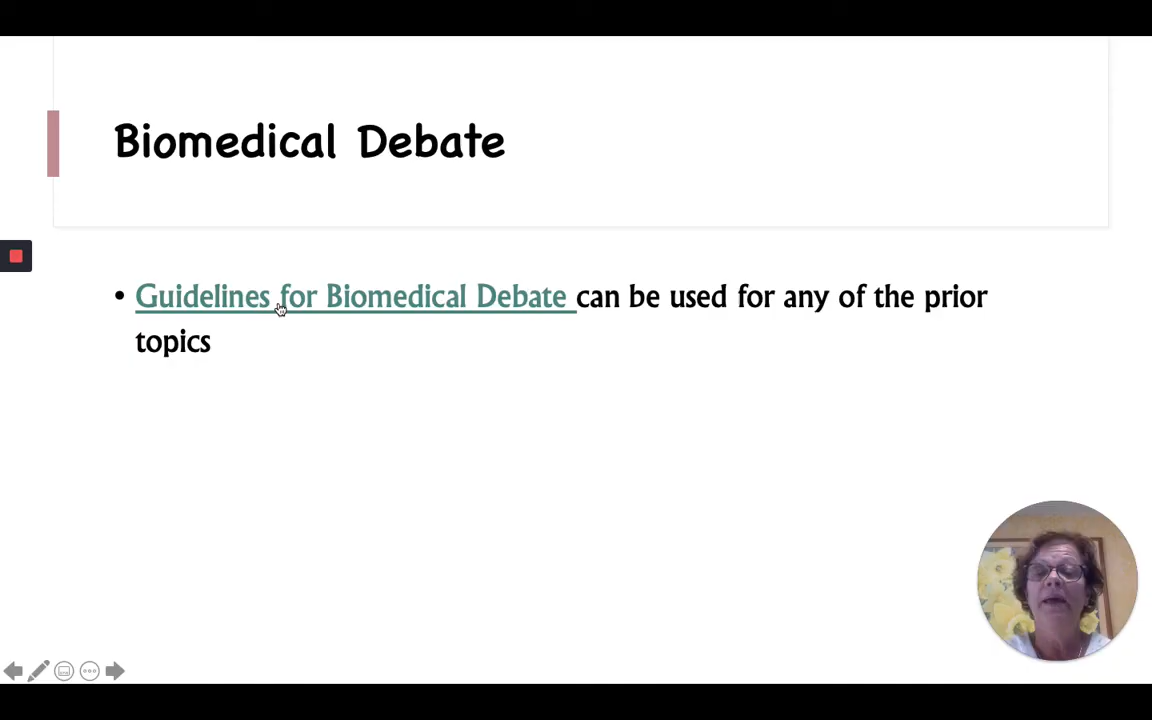 Biomedical Debate
• Guidelines for Biomedical Debate can be used for any of the prior
topics